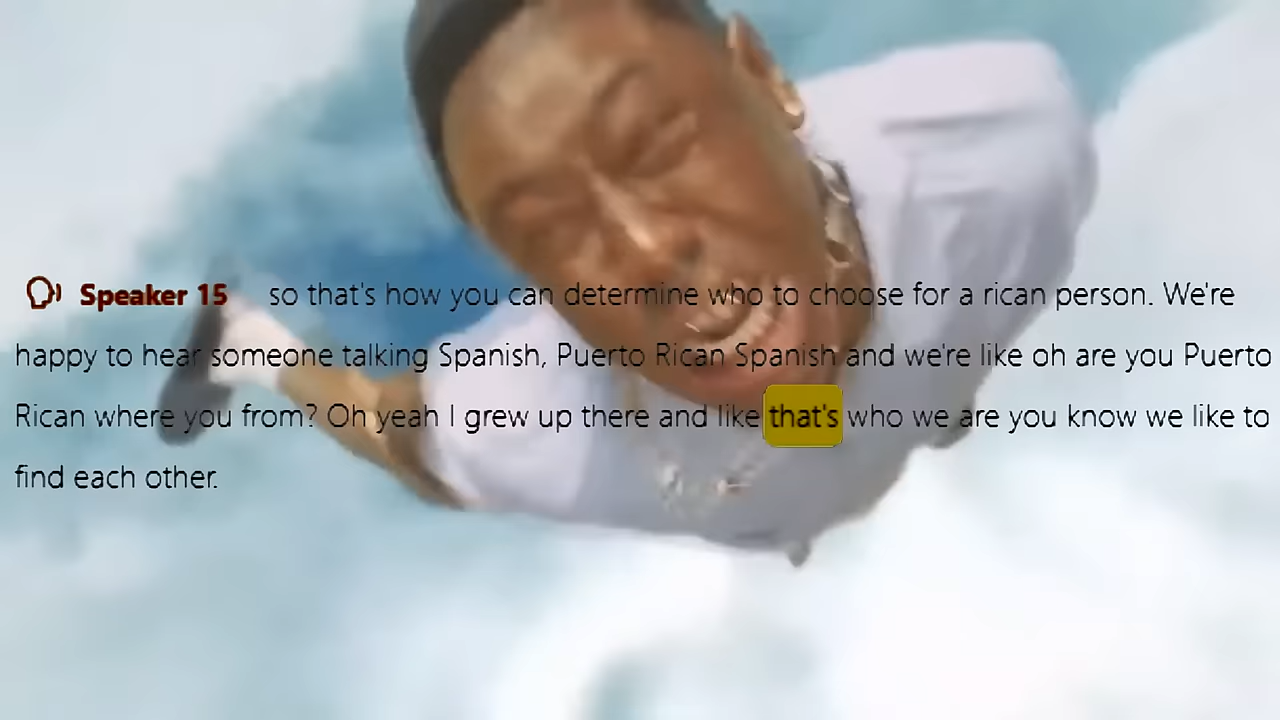 Speaker 15 so that's how you can determine who to choose for a rican person. We're
happy to hear someone talking Spanish, Puerto Rican Spanish and we're like oh are you Puerto
Rican where you from? Oh yeah I grew up there and like that's who we are you know we like to
find each other.